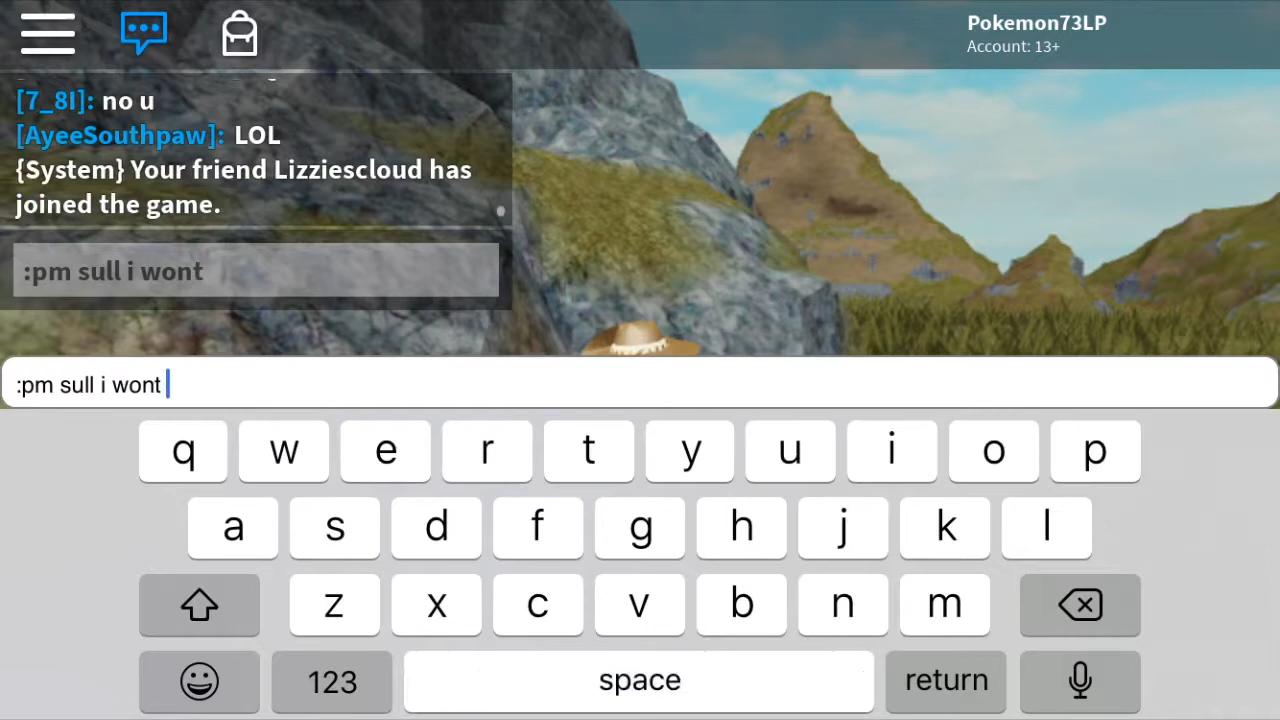 Pokemon73LP
Account: 13+
[7_8I]: no u
[AyeeSouthpaw]: LOL
{System} Your friend Lizziescloud has
joined the game.
:pm sull i wont
:pm sull i wont
q w e r t y u i o p
a s d f g h j k l
z x c v b n m
123 space return